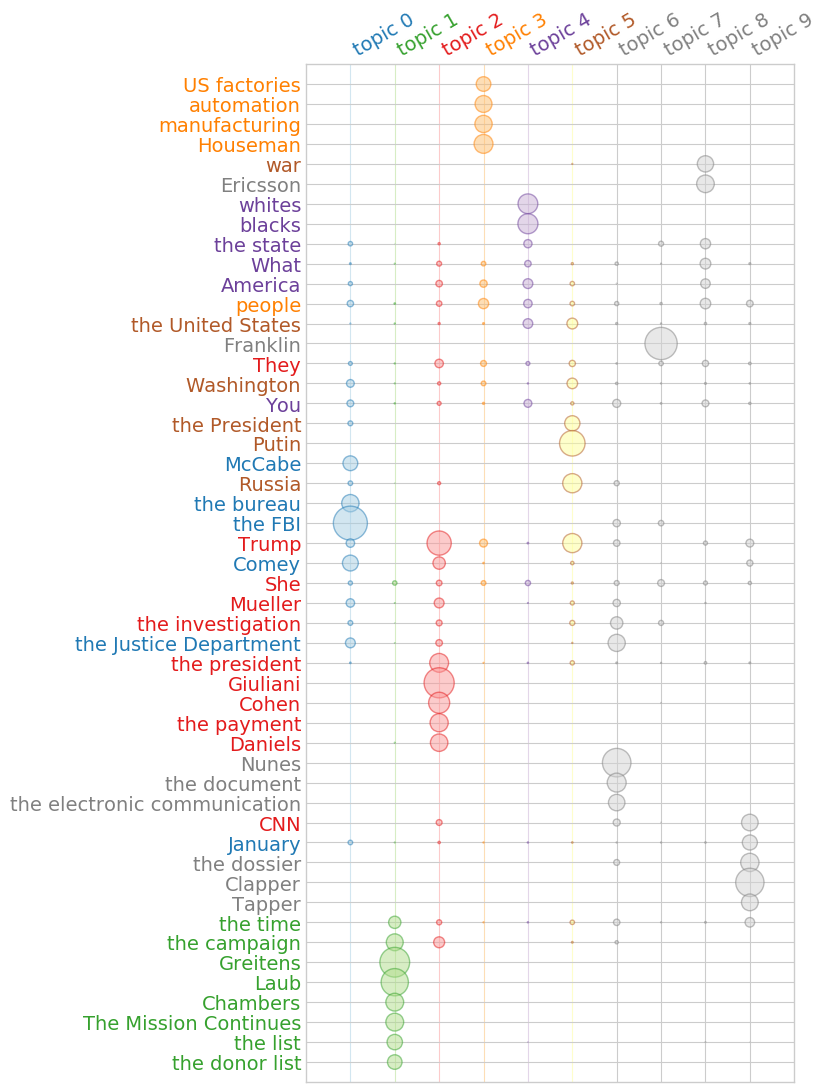 topic 0
topic 1
topic 2
topic 3
topic 4
topic 5
topic 6
topic 7
topic 8
topic 9
US factories
automation
manufacturing
Houseman
war
Ericsson
whites
blacks
the state
What
America
people
the United States
Franklin
They
Washington
You
the President
Putin
McCabe
Russia
the bureau
the FBI
Trump
Comey
She
Mueller
the investigation
the Justice Department
the president
Giuliani
Cohen
the payment
Daniels
Nunes
the document
the electronic communication
CNN
January
the dossier
Clapper
Tapper
the time
the campaign
Greitens
Laub
Chambers
The Mission Continues
the list
the donor list